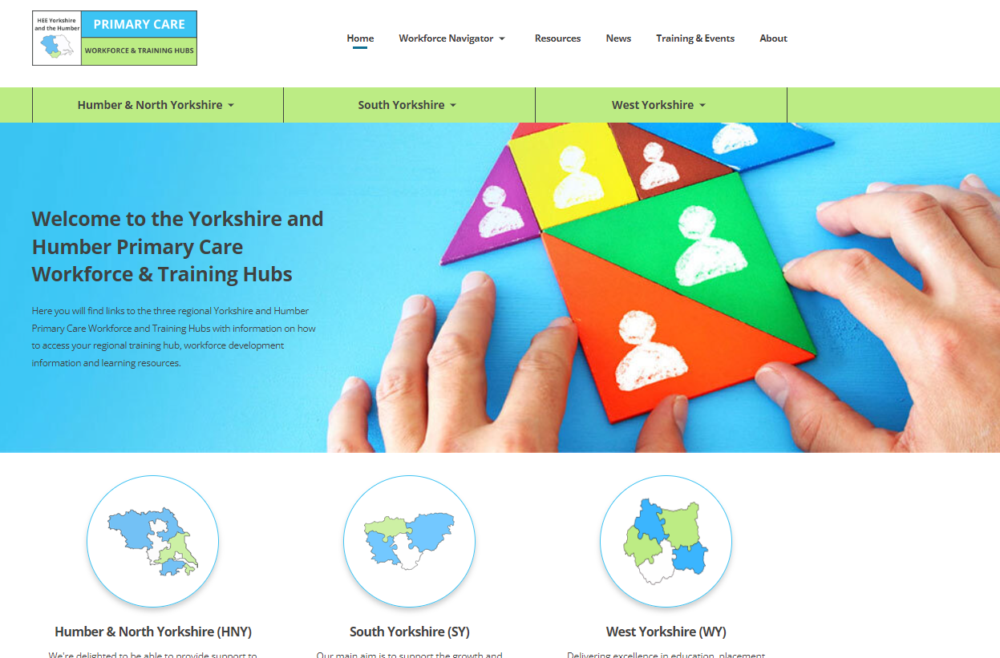 HEE Yorkshire
and the Humber
PRIMARY CARE
WORKFORCE & TRAINING HUBS
Home
Workforce Navigator
Resources
News
Training & Events
About
Humber & North Yorkshire
South Yorkshire
West Yorkshire
Welcome to the Yorkshire and
Humber Primary Care
Workforce & Training Hubs
Here you will find links to the three regional Yorkshire and Humber
Primary Care Workforce and Training Hubs with information on how
to access your regional training hub, workforce development
information and learning resources.
Humber & North Yorkshire (HNY)
South Yorkshire (SY)
West Yorkshire (WY)
We're delighted to be able to provide support to
Our main aim is to support the growth and
Delivering excellence in education, placement